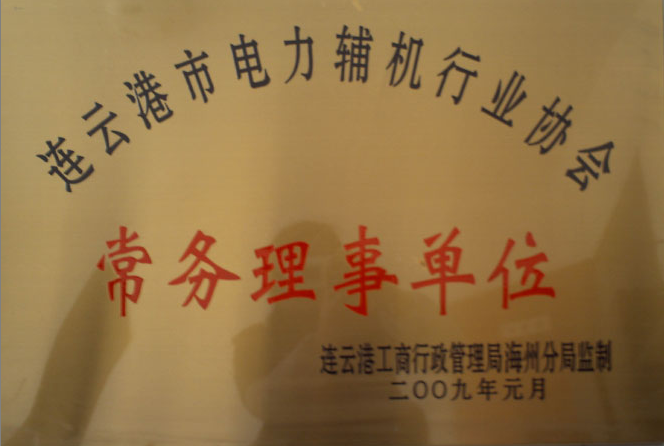 连云港市电力辅机行业协会
常务理事单位
连云港工商行政管理局海州分局监制
二OO九年元月